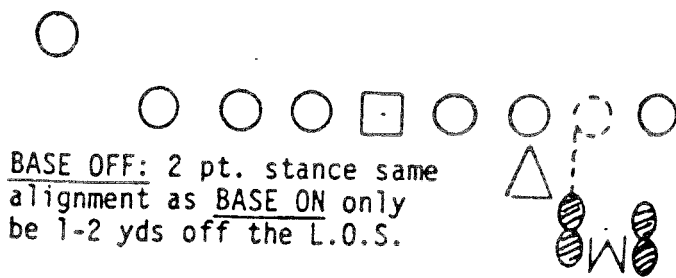 BASE OFF: 2 pt. stance same
alignment as BASE ON only
be 1-2 yds off the L.O.S.
W